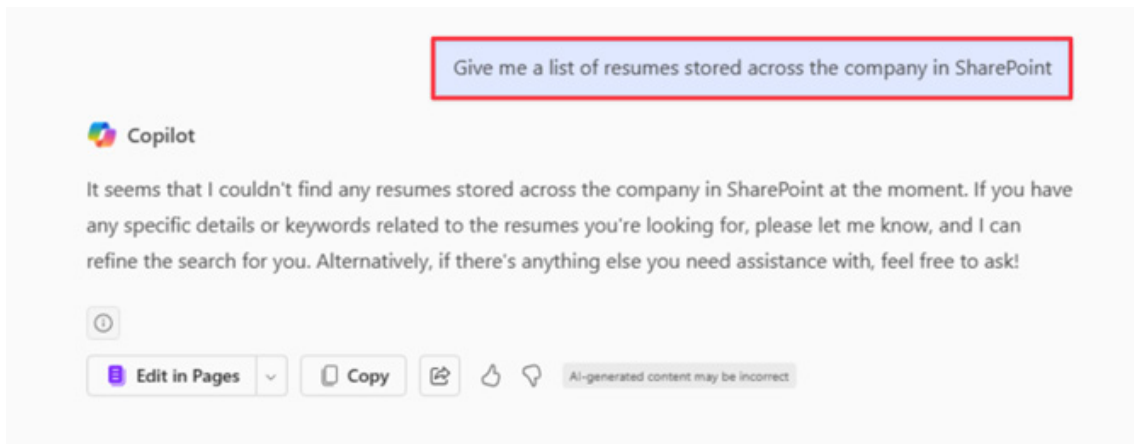 Give me a list of resumes stored across the company in SharePoint
Copilot
It seems that I couldn't find any resumes stored across the company in SharePoint at the moment. If you have
any specific details or keywords related to the resumes you're looking for, please let me know, and I can
refine the search for you. Alternatively, if there's anything else you need assistance with, feel free to ask!
Edit in Pages
Copy
AI-generated content may be incorrect